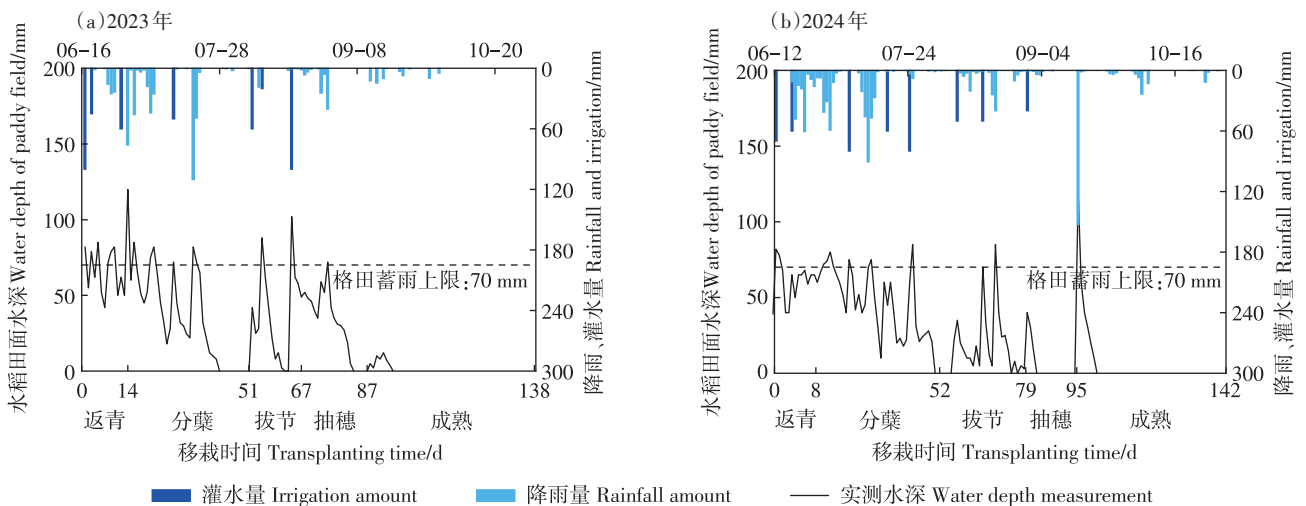 (a)2023年
06-16 07-28 09-08 10-20
水稻田面水深Water depth of paddy field/mm
200
150
100
50
0
0
60
120
180
240
300
降雨、灌水量 Rainfall and irrigation/mm
格田蓄雨上限:70 mm
0 14 51 67 87 138
返青 分蘖 拔节 抽穗 成熟
移栽时间 Transplanting time/d
(b)2024年
06-12 07-24 09-04 10-16
水稻田面水深Water depth of paddy field/mm
200
150
100
50
0
0
60
120
180
240
300
降雨、灌水量 Rainfall and irrigation/mm
格田蓄雨上限:70 mm
0 8 52 79 95 142
返青 分蘖 拔节 抽穗 成熟
移栽时间 Transplanting time/d
灌水量 Irrigation amount 降雨量 Rainfall amount 实测水深 Water depth measurement